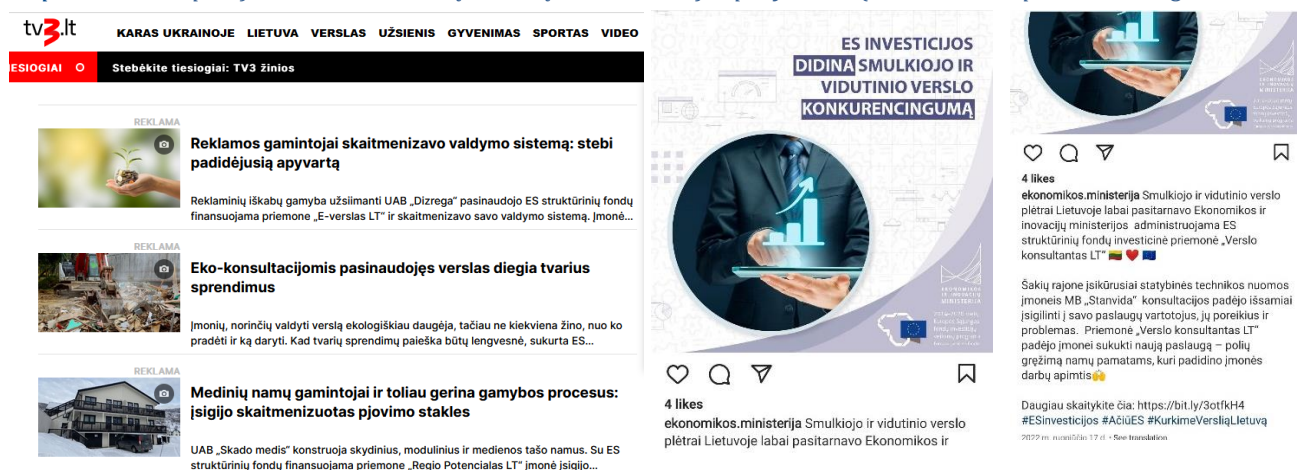 tv3.lt
KARAS UKRAINOJE LIETUVA VERSLAS UŽSIENIS GYVENIMAS SPORTAS VIDEO
ESIOGIAI
Stebėkite tiesiogiai: TV3 žinios
REKLAMA
Reklamos gamintojai skaitmenizavo valdymo sistemą: stebi
padidėjusią apyvartą
Reklaminių iškabų gamyba užsiimanti UAB „Dizrega" pasinaudojo ES struktūrinių fondų
finansuojama priemone „E-verslas LT" ir skaitmenizavo savo valdymo sistemą. Įmonė...
REKLAMA
Eko-konsultacijomis pasinaudojęs verslas diegia tvarius
sprendimus
Įmonių, norinčių valdyti verslą ekologiškiau daugėja, tačiau ne kiekviena žino, nuo ko
pradėti ir ką daryti. Kad tvarių sprendimų paieška būtų lengvesnė, sukurta ES...
REKLAMA
Medinių namų gamintojai ir toliau gerina gamybos procesus:
įsigijo skaitmenizuotas pjovimo stakles
UAB „Skado medis" konstruoja skydinius, modulinius ir medienos tašo namus. Su ES
struktūrinių fondų finansuojama priemone „Regio Potencialas LT" įmonė įsigijo...
ES INVESTICIJOS
DIDINA SMULKIOJO IR
VIDUTINIO VERSLO
KONKURENCINGUMĄ
EKONOMIKOS
IR INOVACIJŲ
MINISTERIJA
4 likes
ekonomikos.ministerija Smulkiojo ir vidutinio verslo
plėtrai Lietuvoje labai pasitarnavo Ekonomikos ir
4 likes
ekonomikos.ministerija Smulkiojo ir vidutinio verslo
plėtrai Lietuvoje labai pasitarnavo Ekonomikos ir
inovacijų ministerijos administruojama ES
struktūrinių fondų investicinė priemonė „Verslo
konsultantas LT" 🇱🇹 ❤️ 🇪🇺
Šakių rajone įsikūrusiai statybinės technikos nuomos
įmoneis MB „Stanvida" konsultacijos padėjo išsamiai
įsigilinti į savo paslaugų vartotojus, jų poreikius ir
problemas. Priemonė „Verslo konsultantas LT"
padėjo įmonei sukukti naują paslaugą – polių
gręžimą namų pamatams, kuri padidino įmonės
darbų apimtis🙌
Daugiau skaitykite čia: https://bit.ly/3otfkH4
#ESinvesticijos #AčiūES #KurkimeVersliąLIetuvą
See translation